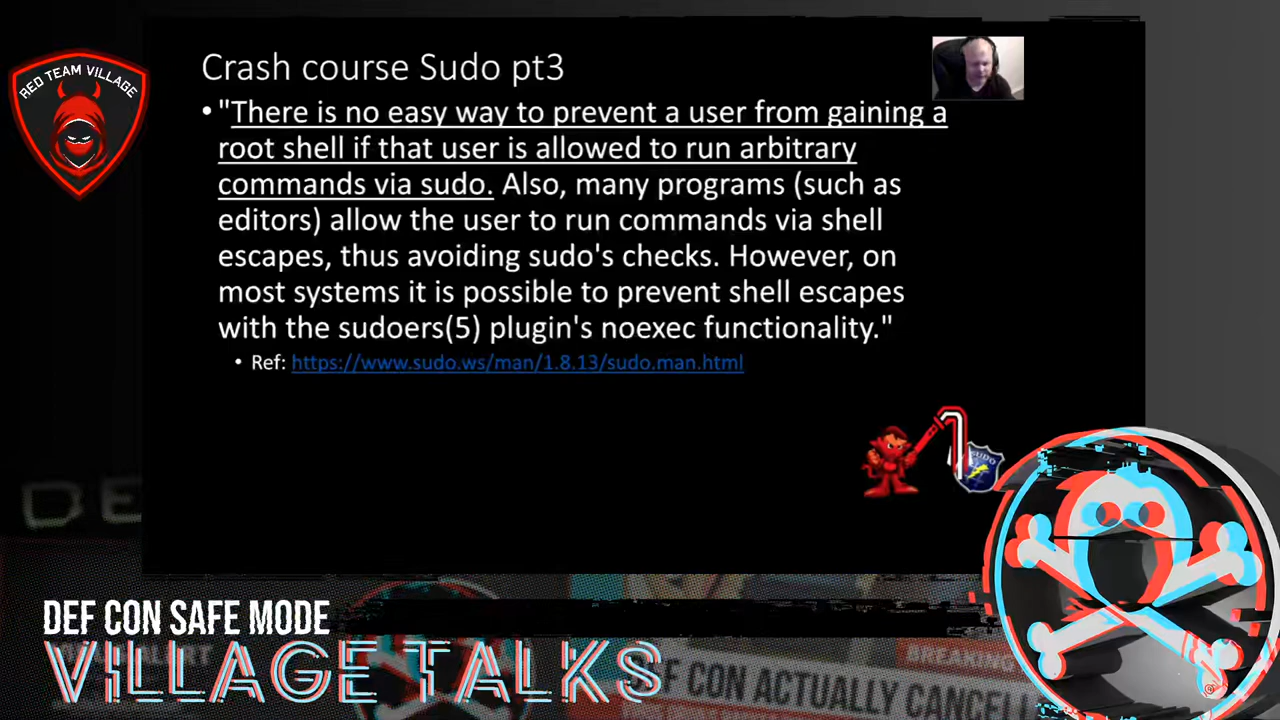 RED TEAM VILLAGE
Crash course Sudo pt3
• "There is no easy way to prevent a user from gaining a
root shell if that user is allowed to run arbitrary
commands via sudo. Also, many programs (such as
editors) allow the user to run commands via shell
escapes, thus avoiding sudo's checks. However, on
most systems it is possible to prevent shell escapes
with the sudoers(5) plugin's noexec functionality."
• Ref: https://www.sudo.ws/man/1.8.13/sudo.man.html
SUDO
DE
DEF CON SAFE MODE
VILLAGE TALKS
BREAKING
DEF CON ACTUALLY CANCELL